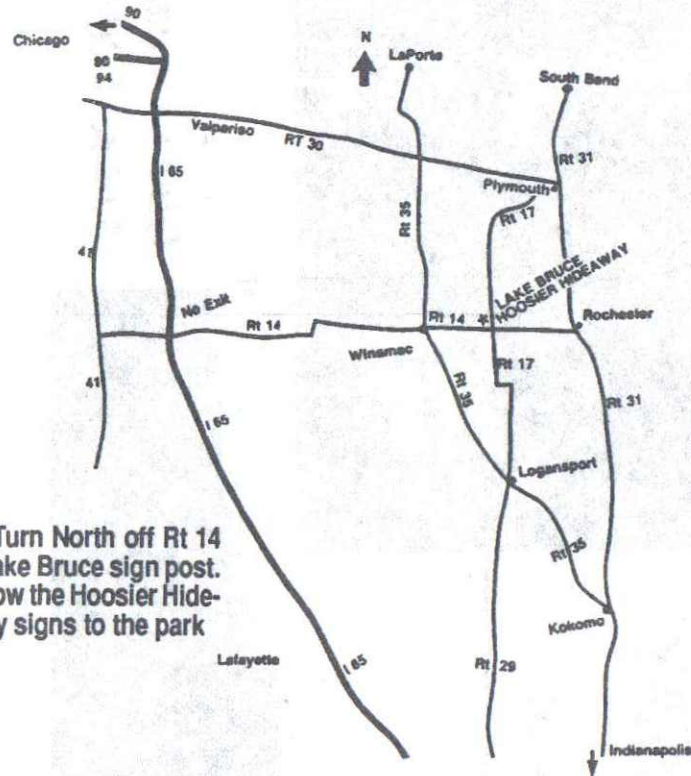 90
Chicago
N
LaPorte
90
94
South Bend
Valpariso
RT 30
Rt 31
I 65
Plymouth
Rt 17
Rt 35
41
LAKE BRUCE
HOOSIER HIDEAWAY
No Exit
Rt 14
Rt 14
Rochester
Winamac
Rt 17
Rt 35
41
Rt 31
I 65
Logansport
Turn North off Rt 14
ake Bruce sign post.
ow the Hoosier Hide-
y signs to the park
Rt 35
Kokomo
Lafayette
I 65
Rt 29
Indianapolis